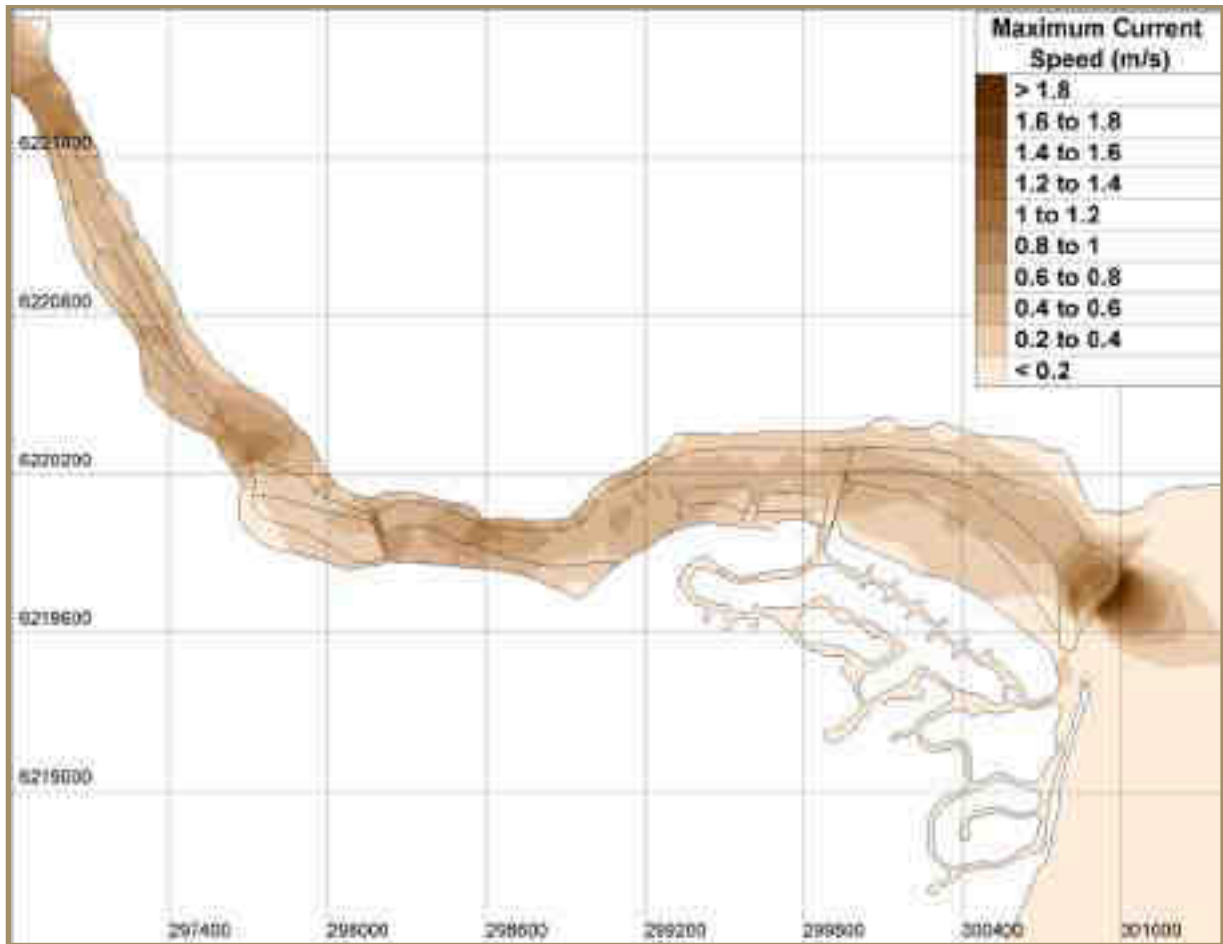 Maximum Current
Speed (m/s)
> 1.8
1.6 to 1.8
1.4 to 1.6
1.2 to 1.4
1 to 1.2
0.8 to 1
0.6 to 0.8
0.4 to 0.6
0.2 to 0.4
< 0.2
6221400
6220800
6220200
6219600
6219000
297400
298000
298600
299200
299800
300400
301000